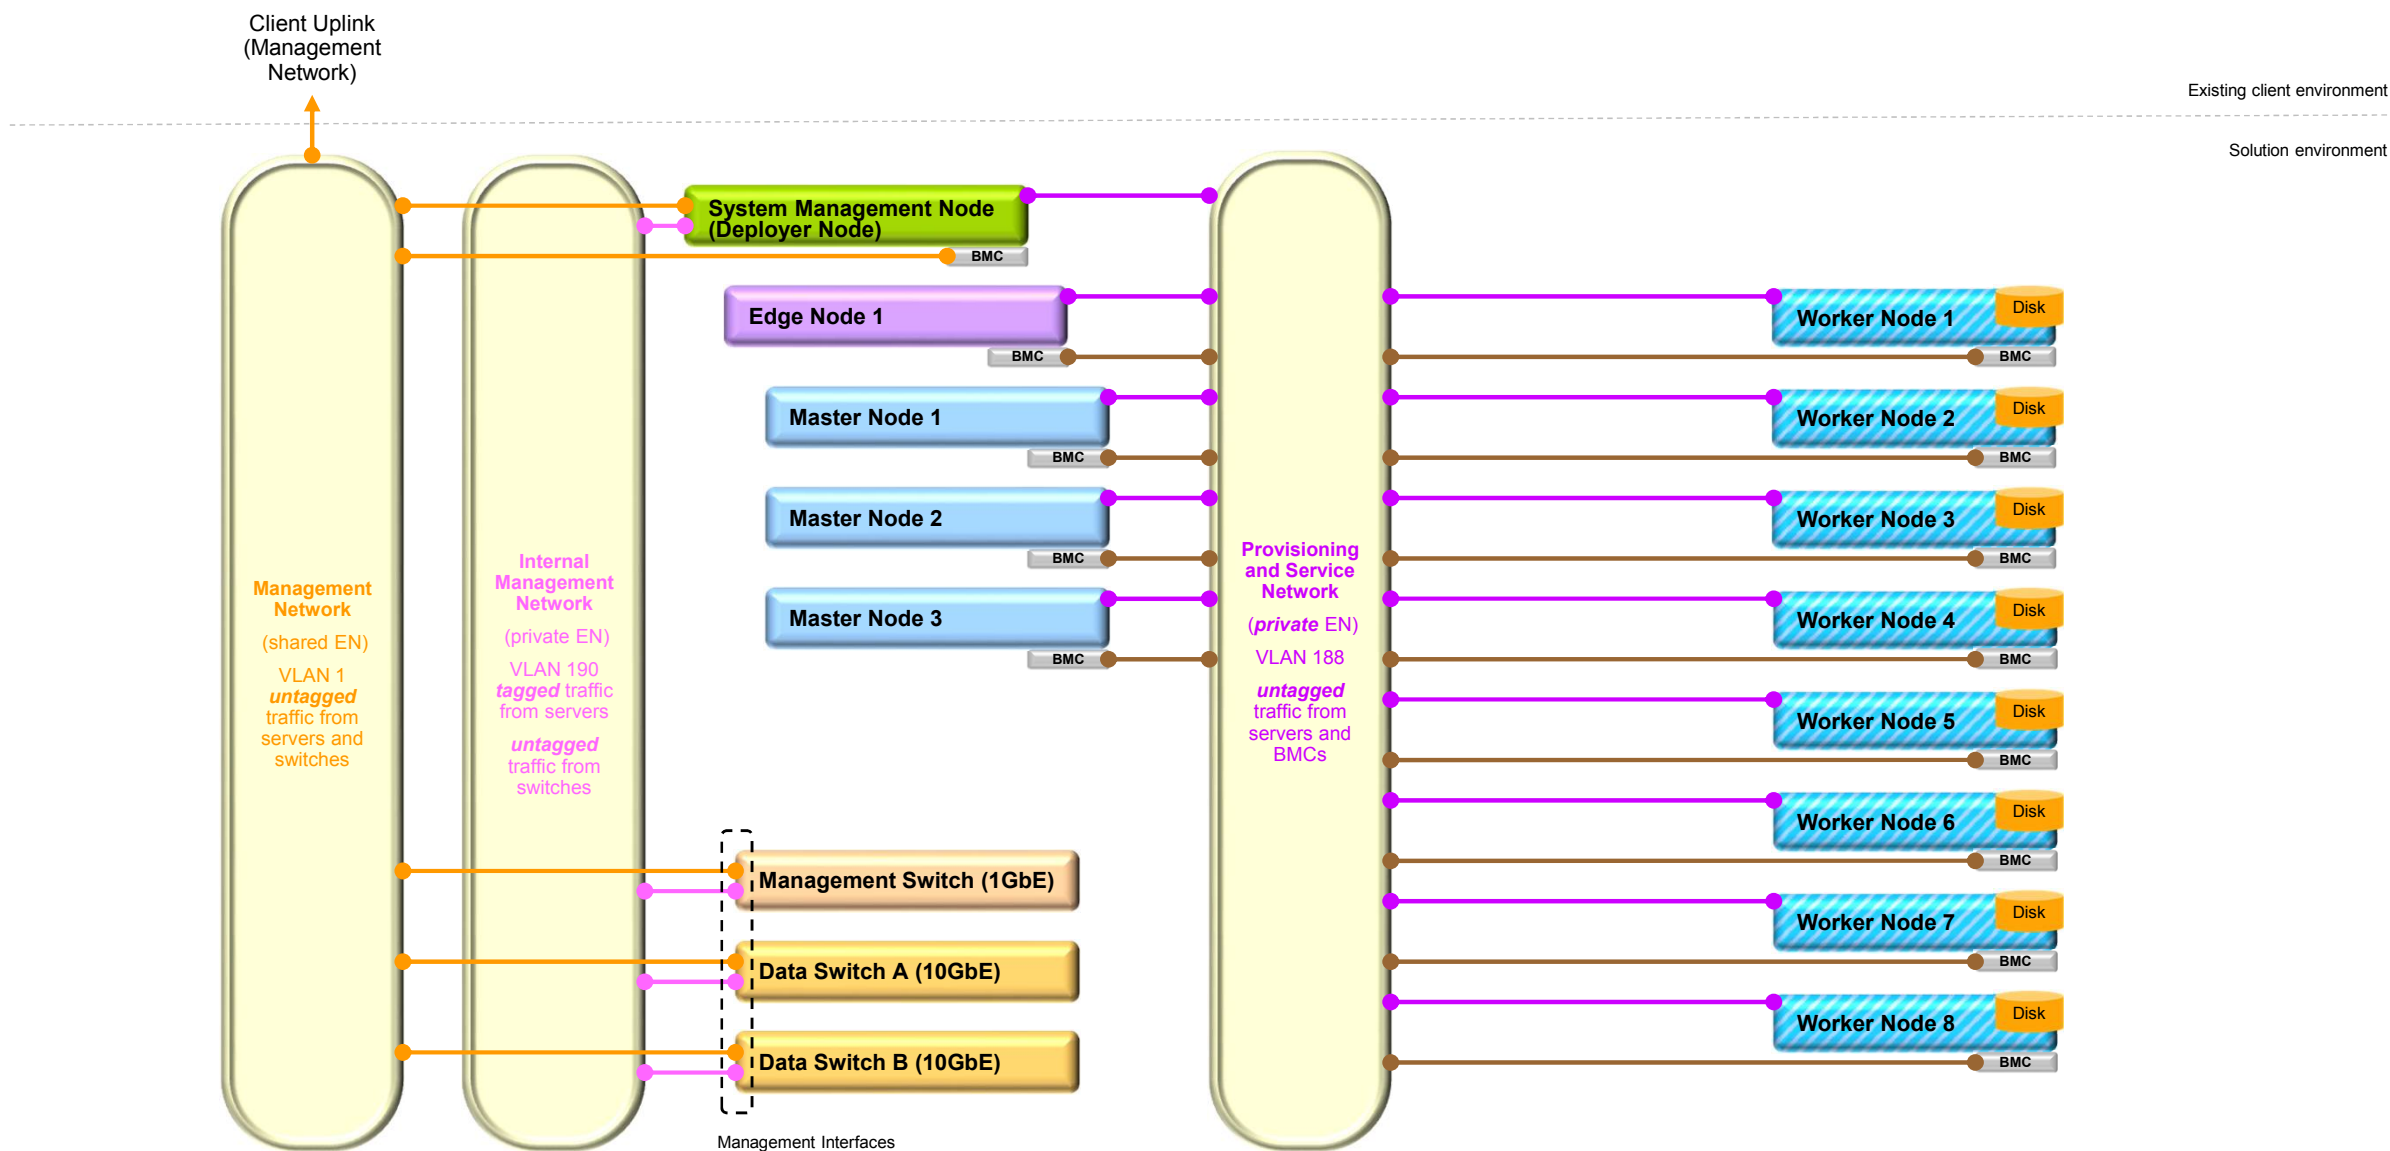 Client Uplink
(Management
Network)
Existing client environment
Solution environment
Management
Network
(shared EN)
VLAN 1
untagged
traffic from
servers and
switches
Internal
Management
Network
(private EN)
VLAN 190
tagged traffic
from servers
untagged
traffic from
switches
System Management Node
(Deployer Node)
BMC
Edge Node 1
BMC
Master Node 1
BMC
Master Node 2
BMC
Master Node 3
BMC
Management Switch (1GbE)
Data Switch A (10GbE)
Data Switch B (10GbE)
Management Interfaces
Provisioning
and Service
Network
(private EN)
VLAN 188
untagged
traffic from
servers and
BMCs
Worker Node 1
Disk
BMC
Worker Node 2
Disk
BMC
Worker Node 3
Disk
BMC
Worker Node 4
Disk
BMC
Worker Node 5
Disk
BMC
Worker Node 6
Disk
BMC
Worker Node 7
Disk
BMC
Worker Node 8
Disk
BMC